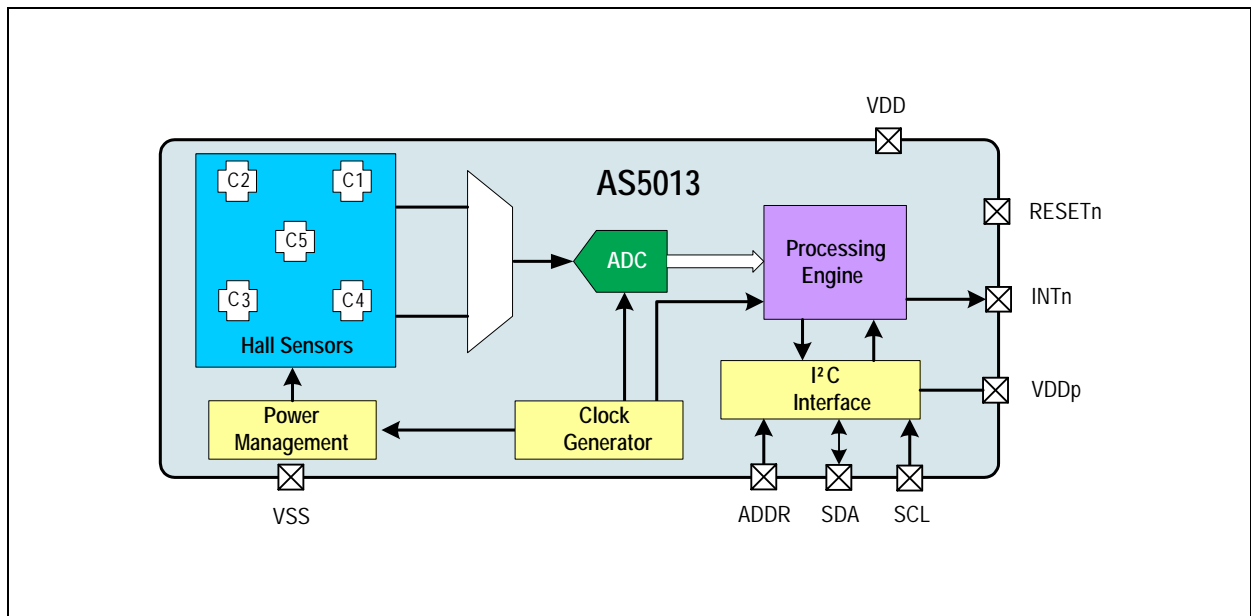 VDD
AS5013
C2
C1
C5
C3
C4
Hall Sensors
ADC
Processing
Engine
RESETn
INTn
I²C
Interface
VDDp
Power
Management
Clock
Generator
VSS
ADDR
SDA
SCL